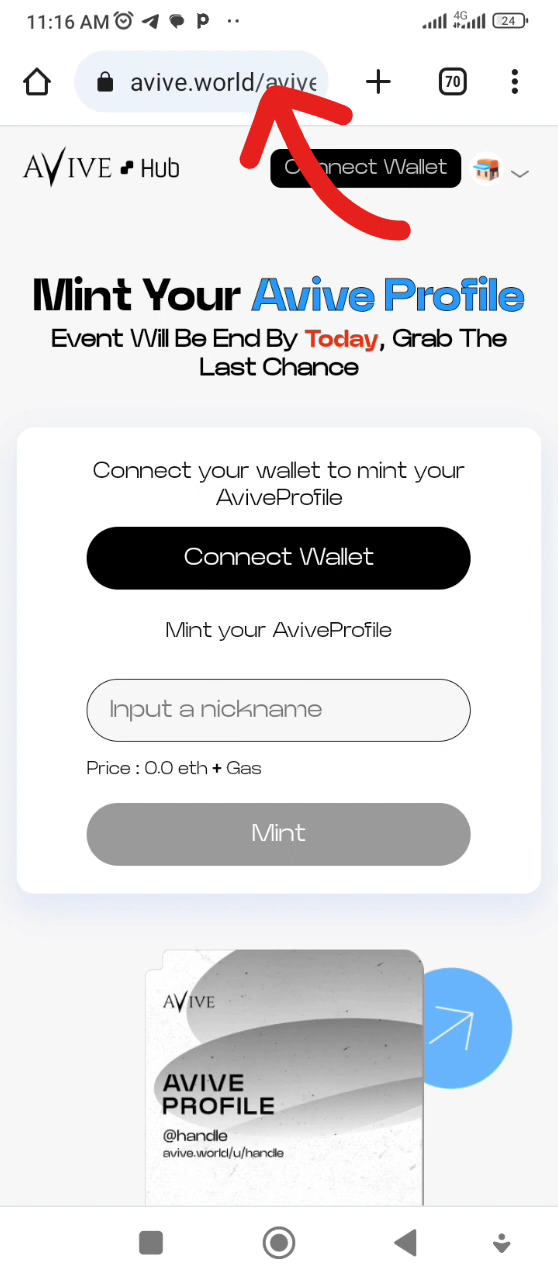 11:16 AM
4G
24
avive.world/avive
70
AVIVE Hub
Connect Wallet
Mint Your Avive Profile
Event Will Be End By Today, Grab The
Last Chance
Connect your wallet to mint your
AviveProfile
Connect Wallet
Mint your AviveProfile
Input a nickname
Price : 0.0 eth + Gas
Mint
AVIVE
AVIVE
PROFILE
@handle
avive.world/u/handle